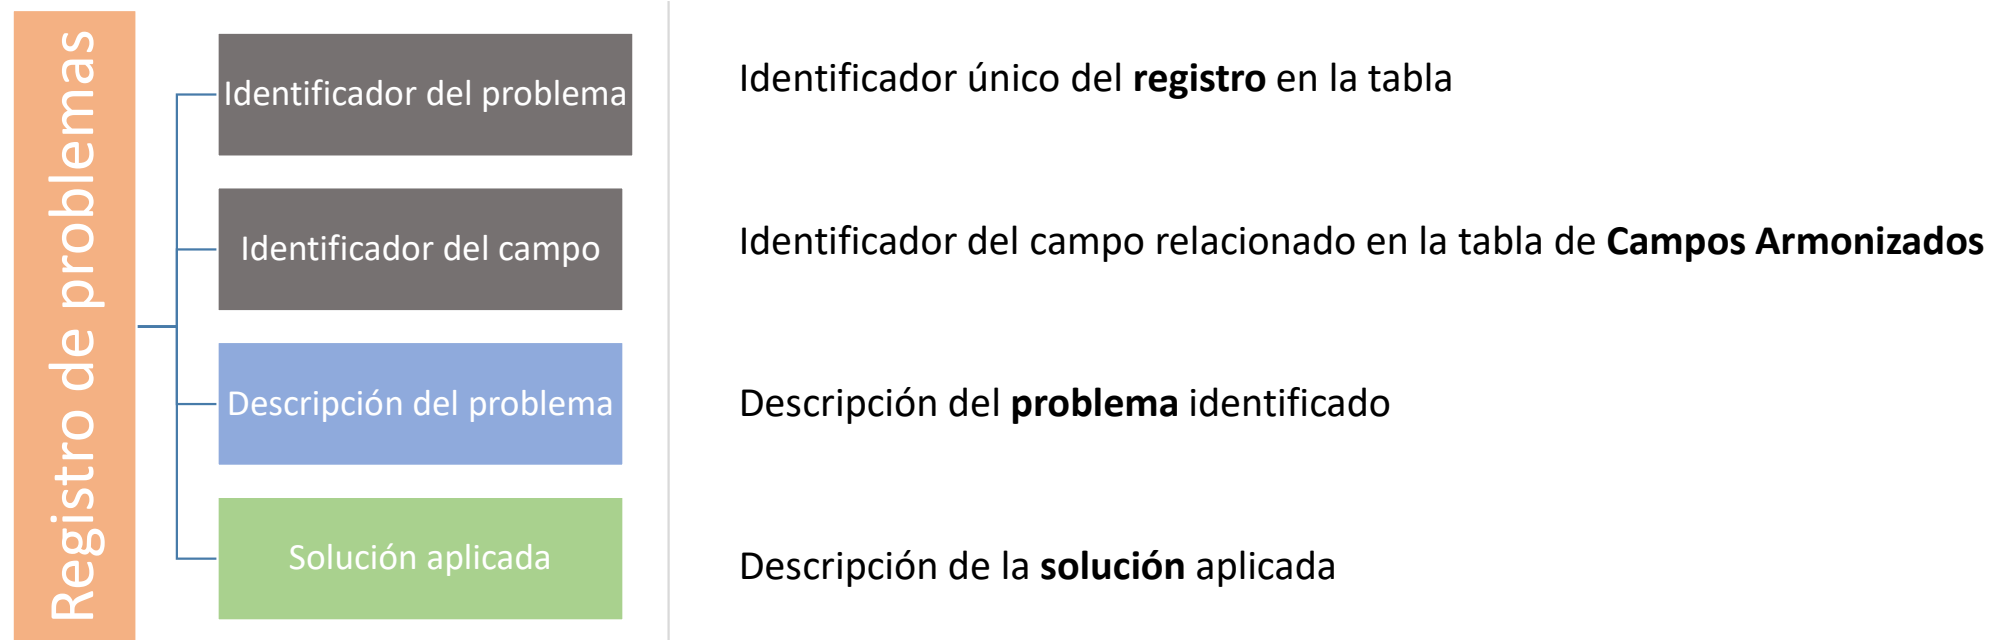 Registro de problemas
Identificador del problema
Identificador único del registro en la tabla
Identificador del campo
Identificador del campo relacionado en la tabla de Campos Armonizados
Descripción del problema
Descripción del problema identificado
Solución aplicada
Descripción de la solución aplicada